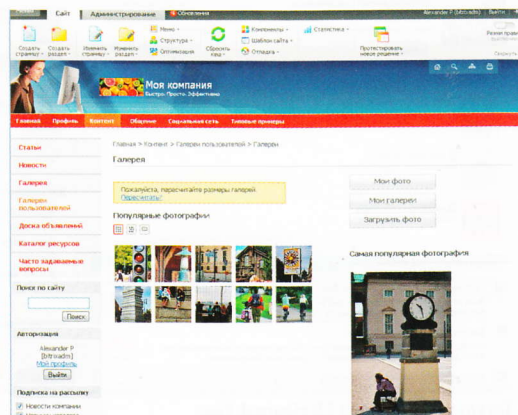 Сайт
Администрирование
Обновления
Alexander P (bitrixadm)
Выйти
Создать страницу
Создать раздел
Изменить страницу
Изменить раздел
Меню
Структура
Оптимизация
Сбросить кеш
Компоненты
Шаблон сайта
Отладка
Статистика
Протестировать новое решение
Режим правки
Моя компания
Быстро. Просто. Эффективно.
Главная Профиль Контент Общение Социальная сеть Типовые примеры
Статьи
Новости
Галерея
Галереи пользователей
Доска объявлений
Каталог ресурсов
Часто задаваемые вопросы
Поиск по сайту
Поиск
Авторизация
Alexander P
[bitrixadm]
Мой профиль
Выйти
Подписка на рассылку
Новости компании
Главная > Контент > Галереи пользователей > Галереи
Галерея
Пожалуйста, пересчитайте размеры галерей.
Пересчитать?
Популярные фотографии
Мои фото
Мои галереи
Загрузить фото
Самая популярная фотография